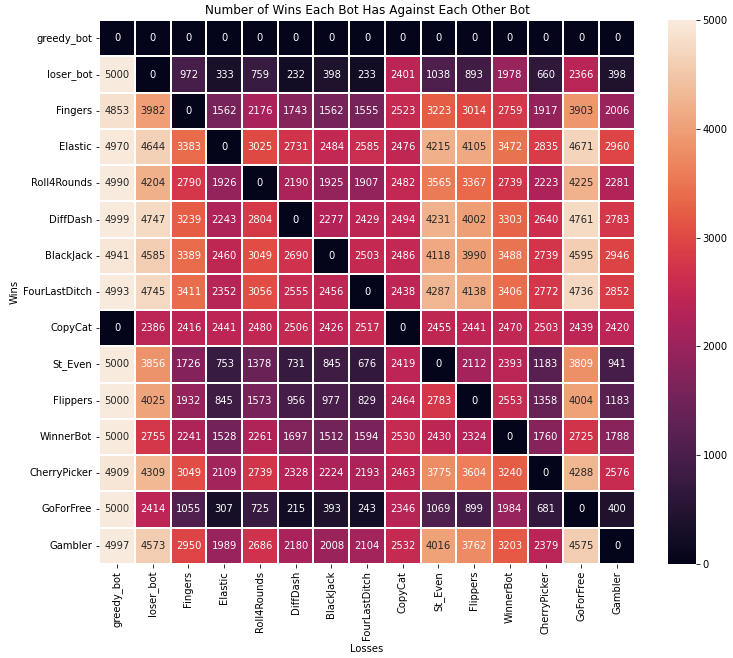 Number of Wins Each Bot Has Against Each Other Bot
greedy_bot 0 0 0 0 0 0 0 0 0 0 0 0 0 0 0
loser_bot 5000 0 972 333 759 232 398 233 2401 1038 893 1978 660 2366 398
Fingers 4853 3982 0 1562 2176 1743 1562 1555 2523 3223 3014 2759 1917 3903 2006
Elastic 4970 4644 3383 0 3025 2731 2484 2585 2476 4215 4105 3472 2835 4671 2960
Roll4Rounds 4990 4204 2790 1926 0 2190 1925 1907 2482 3565 3367 2739 2223 4225 2281
DiffDash 4999 4747 3239 2243 2804 0 2277 2429 2494 4231 4002 3303 2640 4761 2783
BlackJack 4941 4585 3389 2460 3049 2690 0 2503 2486 4118 3990 3488 2739 4595 2946
FourLastDitch 4993 4745 3411 2352 3056 2555 2456 0 2438 4287 4138 3406 2772 4736 2852
CopyCat 0 2386 2416 2441 2480 2506 2426 2517 0 2455 2441 2470 2503 2439 2420
St_Even 5000 3856 1726 753 1378 731 845 676 2419 0 2112 2393 1183 3809 941
Flippers 5000 4025 1932 845 1573 956 977 829 2464 2783 0 2553 1358 4004 1183
WinnerBot 5000 2755 2241 1528 2261 1697 1512 1594 2530 2430 2324 0 1760 2725 1788
CherryPicker 4909 4309 3049 2109 2739 2328 2224 2193 2463 3775 3604 3240 0 4288 2576
GoForFree 5000 2414 1055 307 725 215 393 243 2346 1069 899 1984 681 0 400
Gambler 4997 4573 2950 1989 2686 2180 2008 2104 2532 4016 3762 3203 2379 4575 0
greedy_bot loser_bot Fingers Elastic Roll4Rounds DiffDash BlackJack FourLastDitch CopyCat St_Even Flippers WinnerBot CherryPicker GoForFree Gambler
Losses
Wins
5000
4000
3000
2000
1000
0